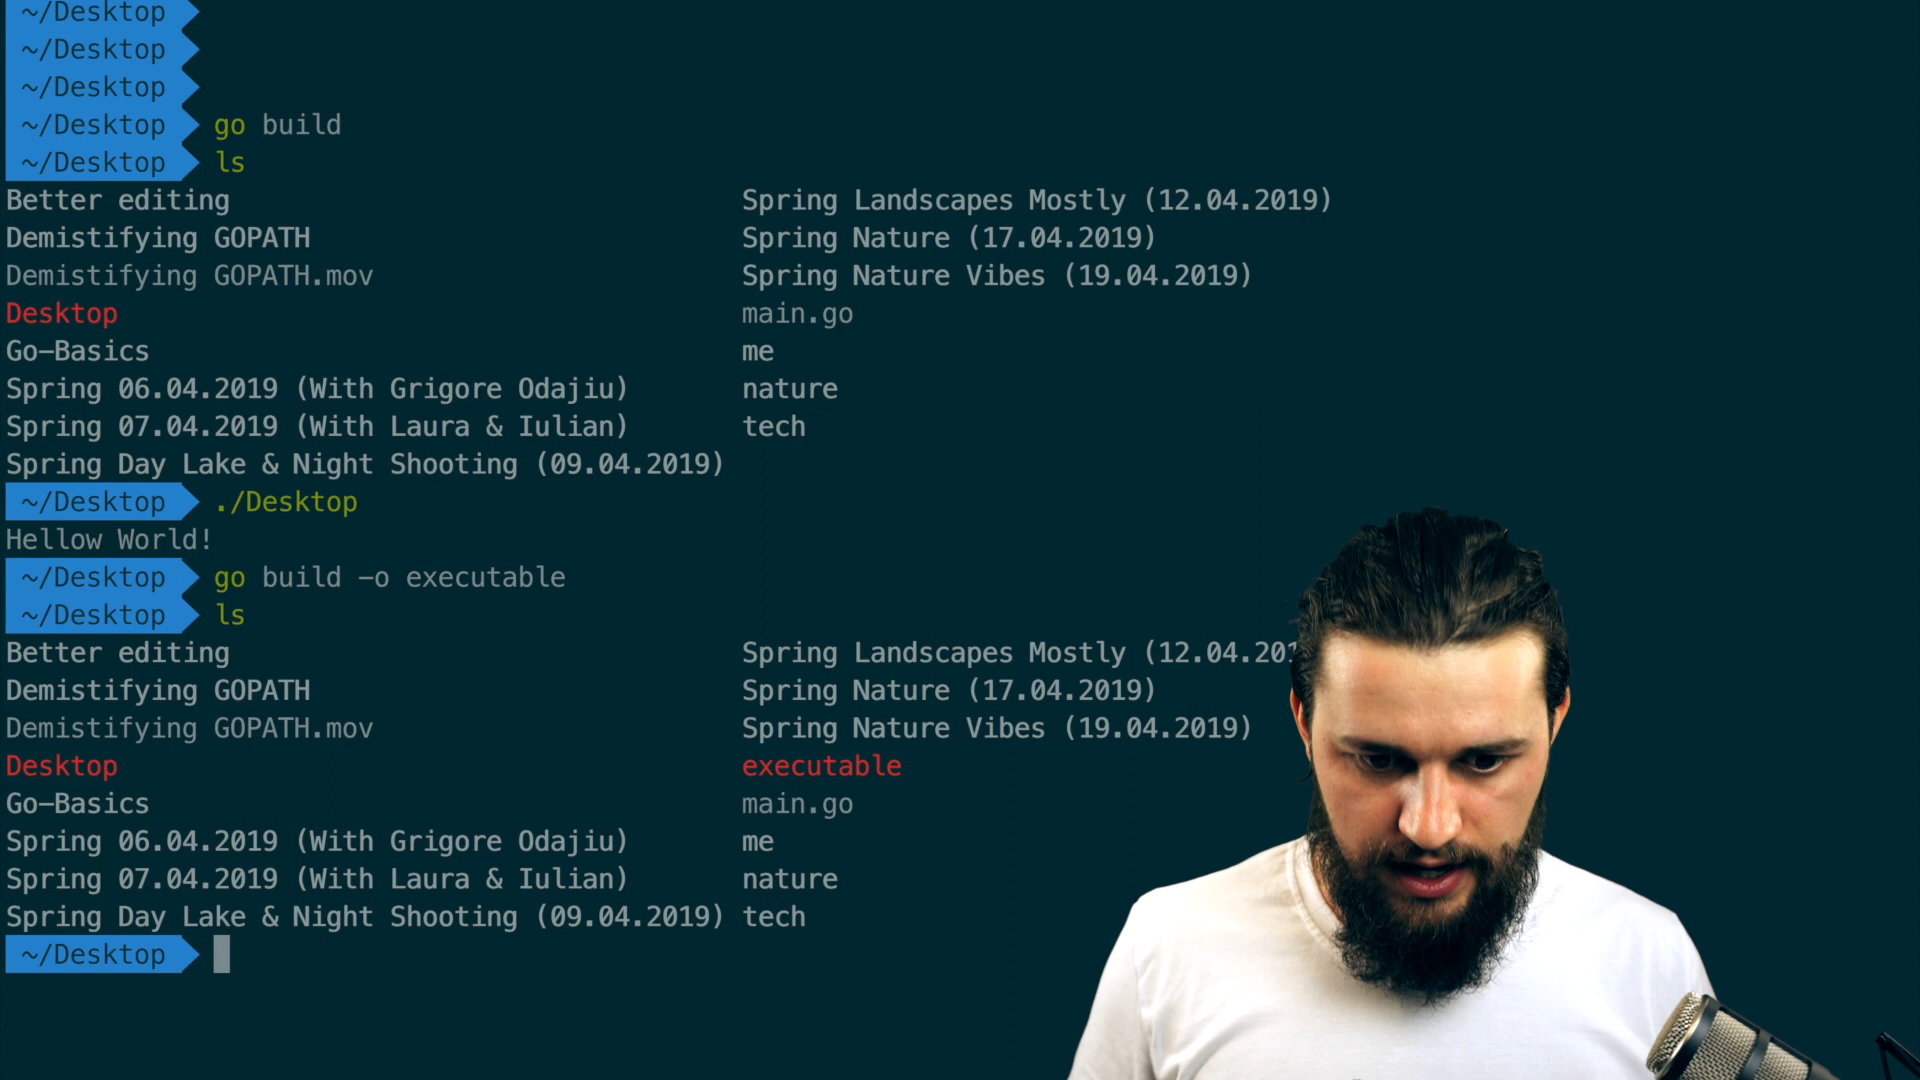 ~/Desktop
~/Desktop
~/Desktop
~/Desktop go build
~/Desktop ls
Better editing Spring Landscapes Mostly (12.04.2019)
Demistifying GOPATH Spring Nature (17.04.2019)
Demistifying GOPATH.mov Spring Nature Vibes (19.04.2019)
Desktop main.go
Go-Basics me
Spring 06.04.2019 (With Grigore Odajiu) nature
Spring 07.04.2019 (With Laura & Iulian) tech
Spring Day Lake & Night Shooting (09.04.2019)
~/Desktop ./Desktop
Hellow World!
~/Desktop go build -o executable
~/Desktop ls
Better editing Spring Landscapes Mostly (12.04.201
Demistifying GOPATH Spring Nature (17.04.2019)
Demistifying GOPATH.mov Spring Nature Vibes (19.04.2019)
Desktop executable
Go-Basics main.go
Spring 06.04.2019 (With Grigore Odajiu) me
Spring 07.04.2019 (With Laura & Iulian) nature
Spring Day Lake & Night Shooting (09.04.2019) tech
~/Desktop